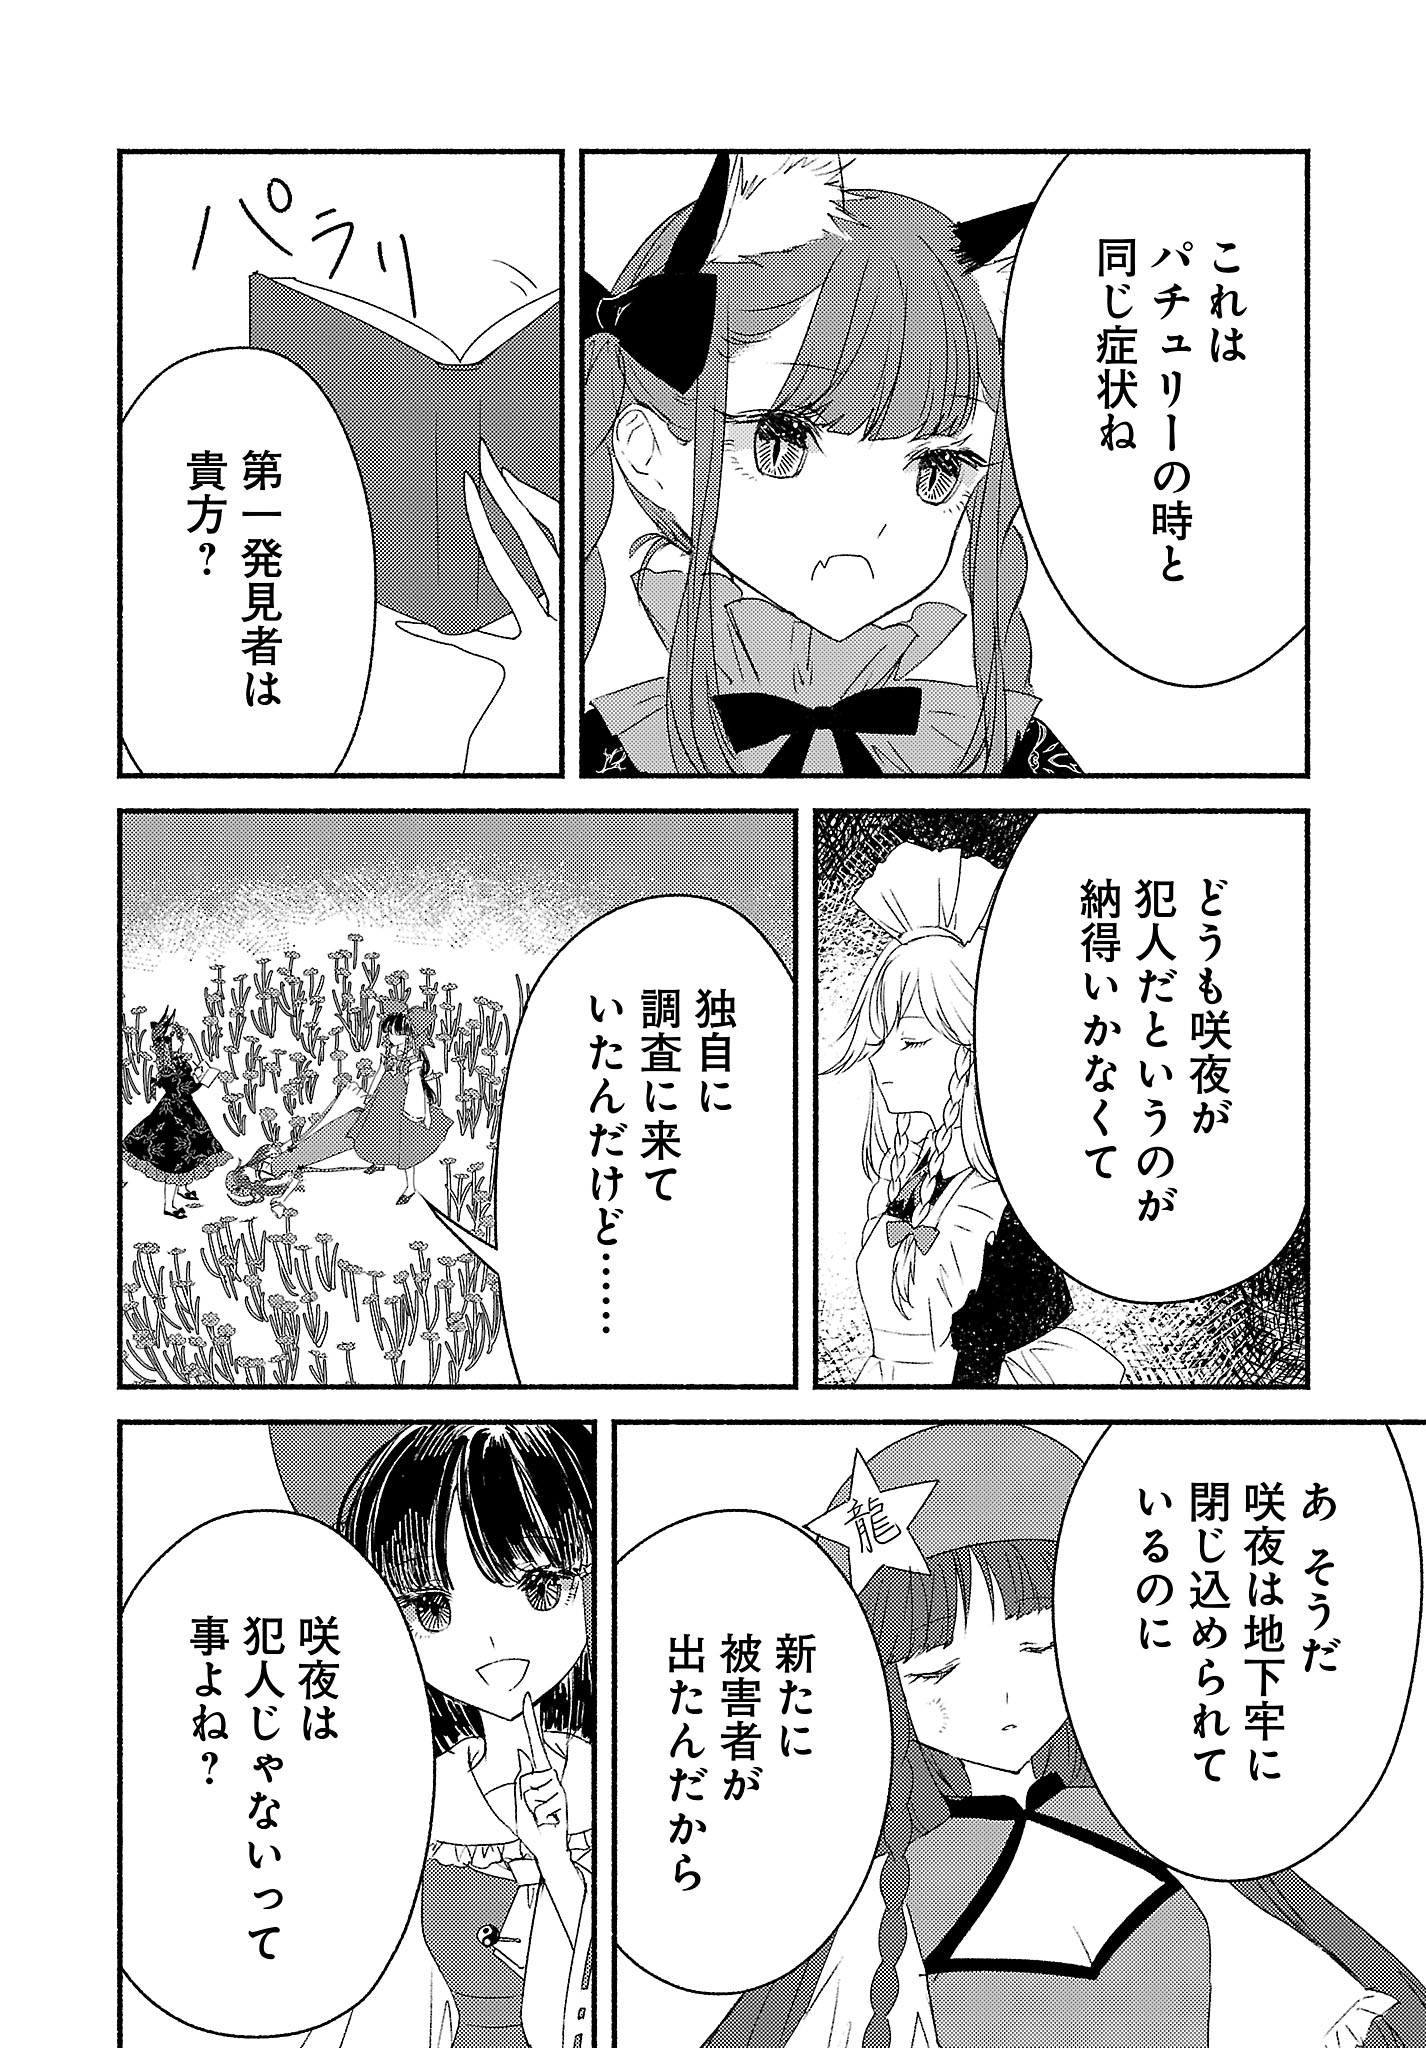 これは
パチュリーの時と
同じ症状ね
パラリ
第一発見者は
貴方？
どうも咲夜が
犯人だというのが
納得いかなくて
独自に
調査に来て
いたんだけど……
あ そうだ
咲夜は地下牢に
閉じ込められて
いるのに
龍
新たに
被害者が
出たんだから
咲夜は
犯人じゃないって
事よね？